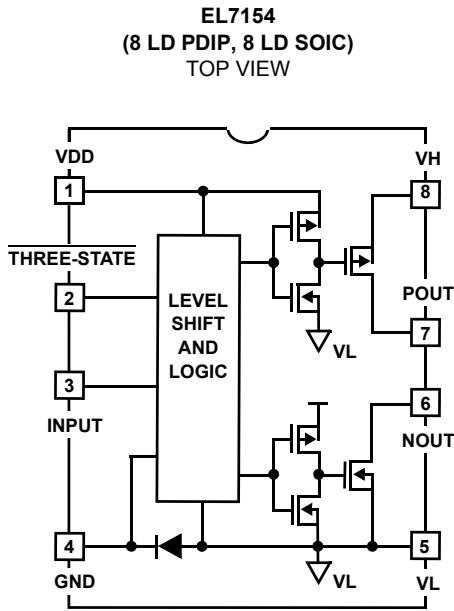 EL7154
(8 LD PDIP, 8 LD SOIC)
TOP VIEW
VDD
VH
1
8
THREE-STATE
2
LEVEL
SHIFT
AND
LOGIC
POUT
VL
7
3
INPUT
6
NOUT
4
5
GND
VL
VL